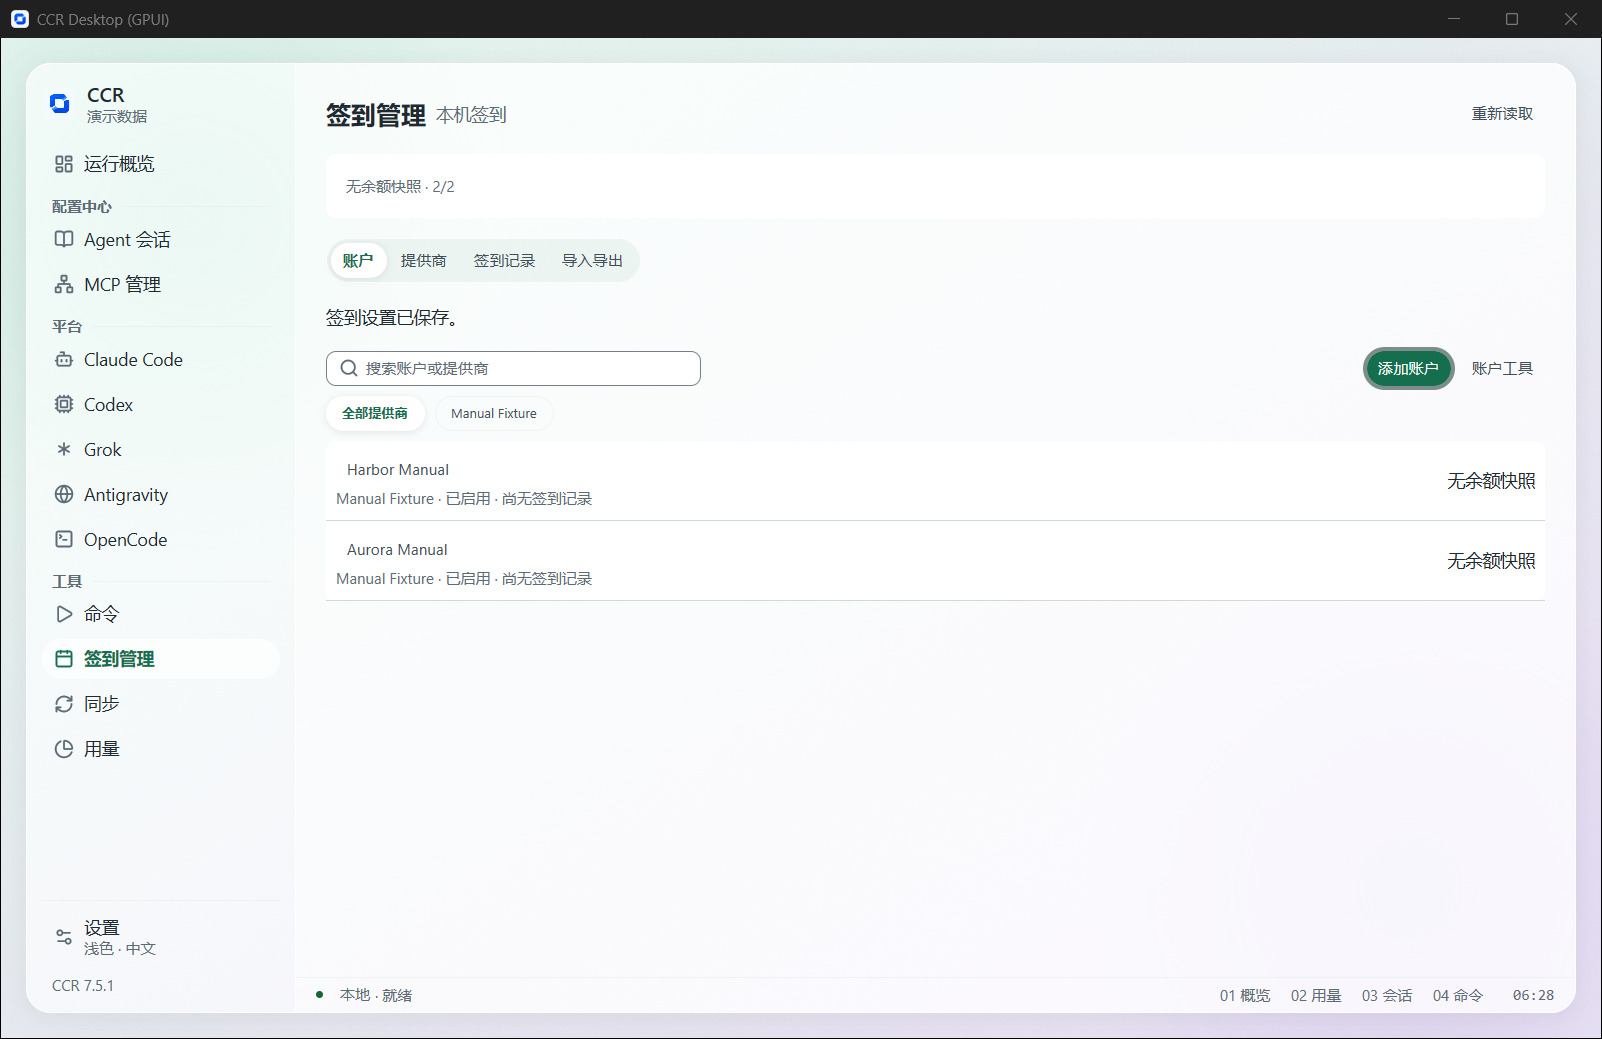 CCR Desktop (GPUI)
CCR
演示数据
运行概览
配置中心
Agent 会话
MCP 管理
平台
Claude Code
Codex
Grok
Antigravity
OpenCode
工具
命令
签到管理
同步
用量
设置
浅色 · 中文
CCR 7.5.1
签到管理 本机签到
重新读取
无余额快照 · 2/2
账户 提供商 签到记录 导入导出
签到设置已保存。
搜索账户或提供商
添加账户 账户工具
全部提供商 Manual Fixture
Harbor Manual
Manual Fixture · 已启用 · 尚无签到记录
无余额快照
Aurora Manual
Manual Fixture · 已启用 · 尚无签到记录
无余额快照
本地 · 就绪
01 概览 02 用量 03 会话 04 命令 06:28